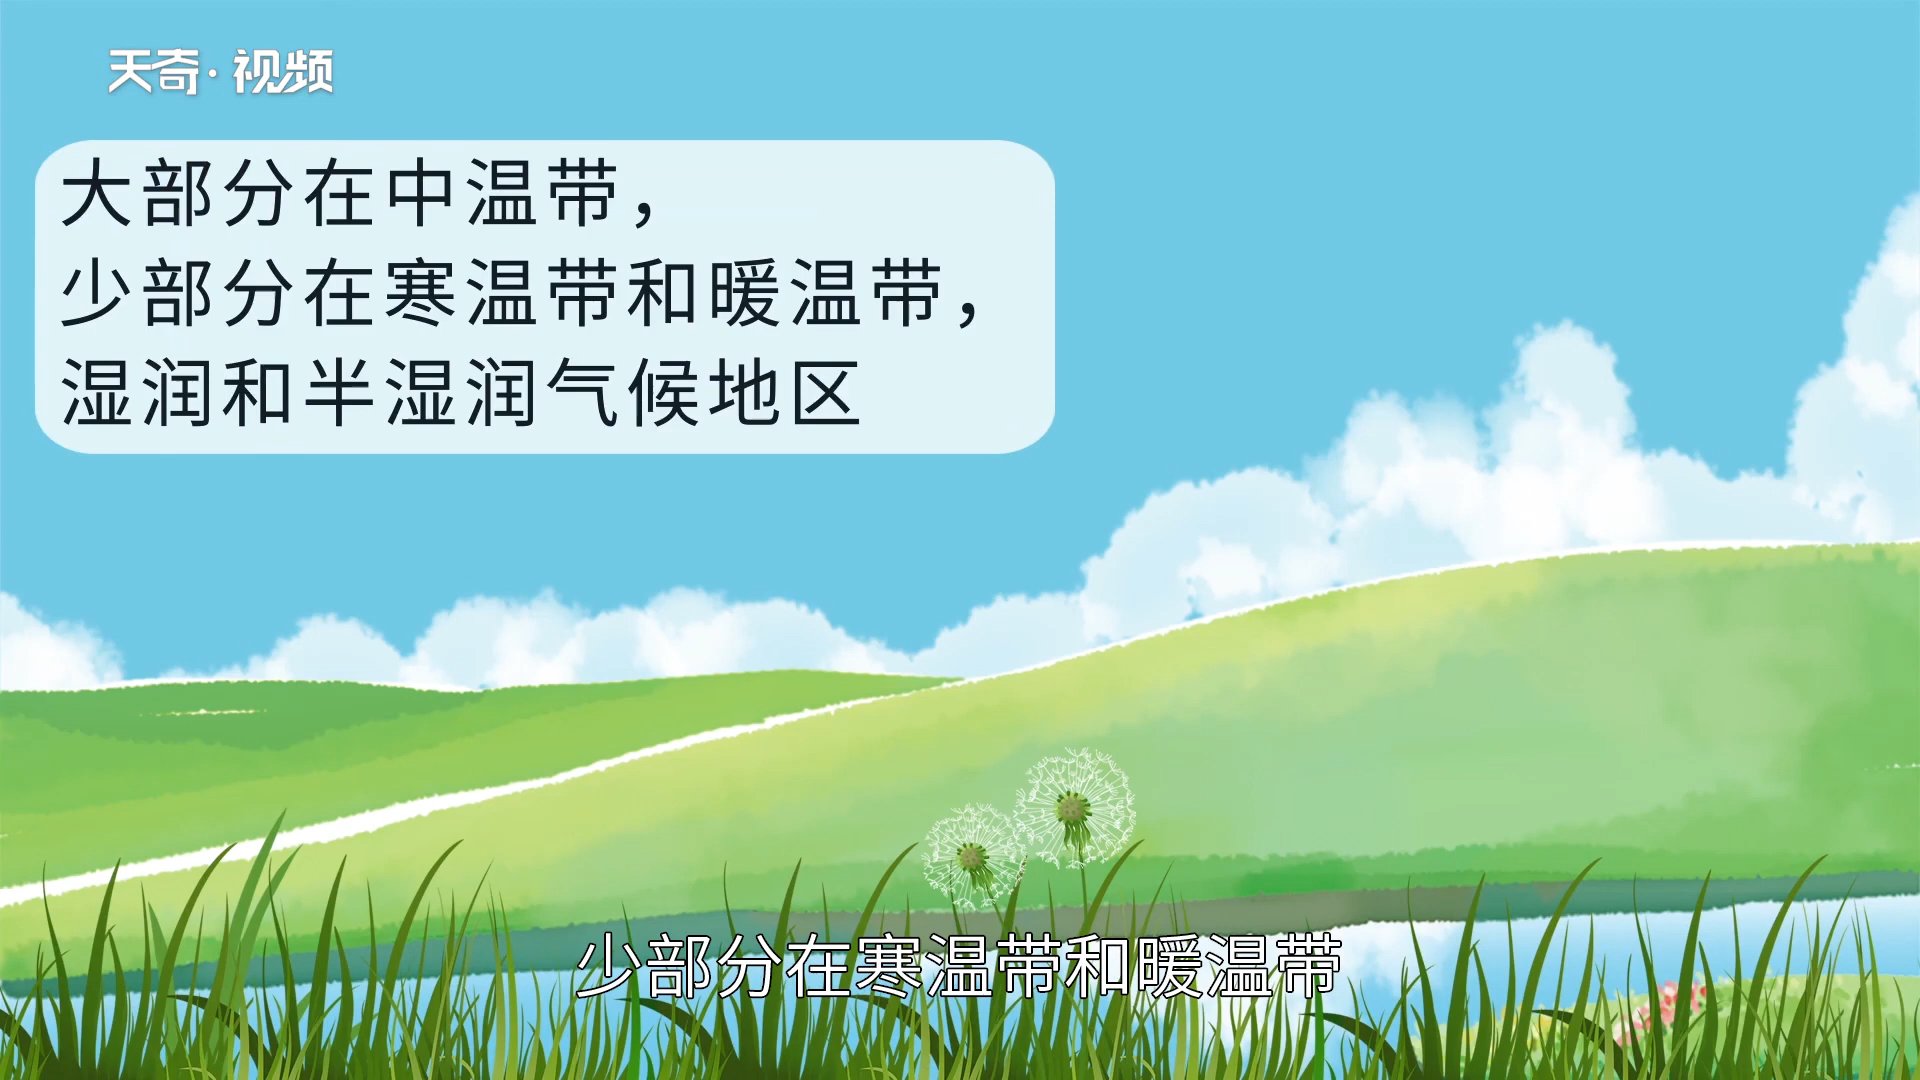 天奇·视频
大部分在中温带，
少部分在寒温带和暖温带，
湿润和半湿润气候地区
少部分在寒温带和暖温带